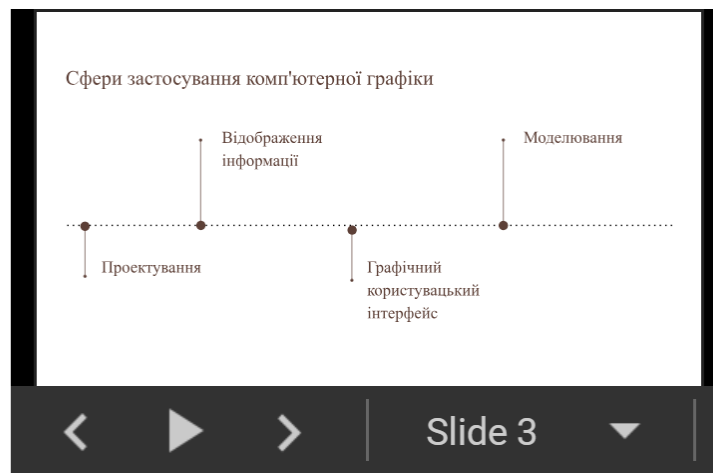 Сфери застосування комп'ютерної графіки
Відображення
інформації
Моделювання
Проектування
Графічний
користувацький
інтерфейс
Slide 3